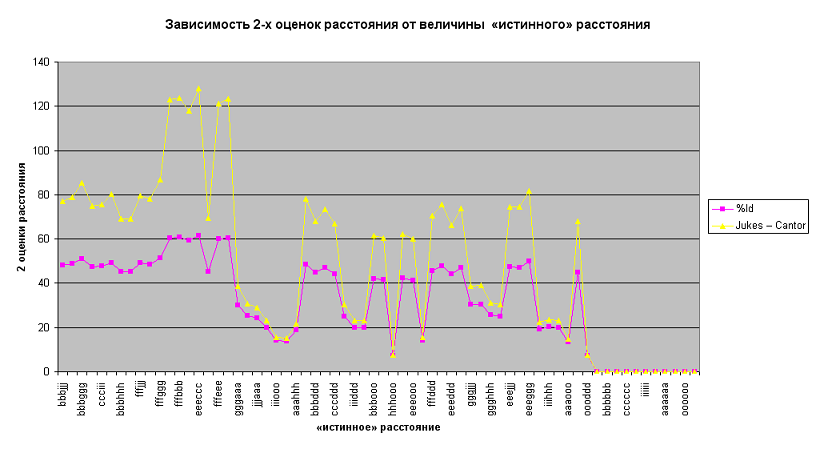 Зависимость 2-х оценок расстояния от величины «истинного» расстояния
140
120
100
80
60
40
20
0
2 оценки расстояния
bbbjjj
bbbggg
ccciii
bbbhhh
fffjjj
fffggg
fffbbb
eeeccc
fffeee
gggaaa
jjjaaa
iiiooo
aaahhh
bbbddd
cccddd
iiiddd
bbbooo
hhhooo
eeeooo
fffddd
eeeddd
gggjjj
ggghhh
eeejjj
eeeggg
iiihhh
aaaooo
oooddd
bbbbbb
cccccc
iiiiii
aaaaaa
oooooo
«истинное» расстояние
%Id
Jukes – Cantor